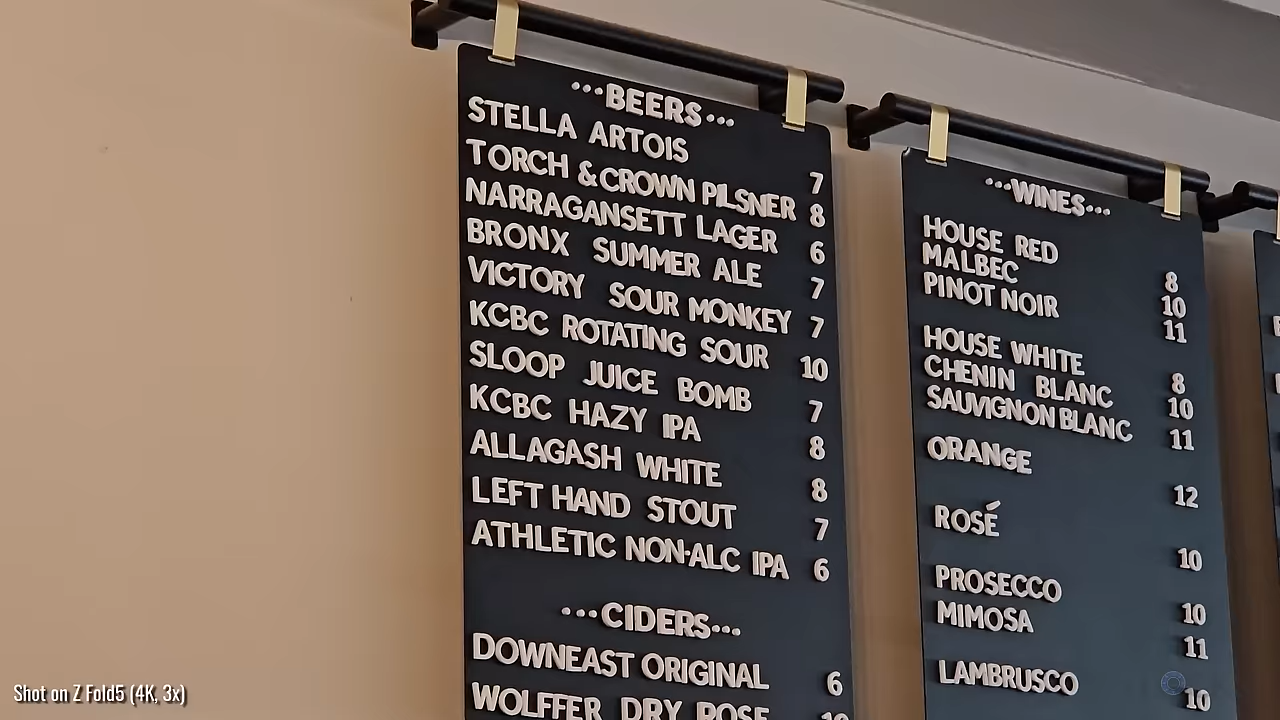 •••BEERS•••
STELLA ARTOIS 7
TORCH & CROWN PILSNER 8
NARRAGANSETT LAGER 6
BRONX SUMMER ALE 7
VICTORY SOUR MONKEY 7
KCBC ROTATING SOUR 10
SLOOP JUICE BOMB 7
KCBC HAZY IPA 8
ALLAGASH WHITE 8
LEFT HAND STOUT 7
ATHLETIC NON-ALC IPA 6
•••CIDERS•••
DOWNEAST ORIGINAL 6
WOLFFER DRY ROSE 10
•••WINES•••
HOUSE RED 8
MALBEC 10
PINOT NOIR 11
HOUSE WHITE 8
CHENIN BLANC 10
SAUVIGNON BLANC 11
ORANGE 12
ROSÉ 10
PROSECCO 10
MIMOSA 11
LAMBRUSCO 10
Shot on Z Fold5 (4K, 3x)